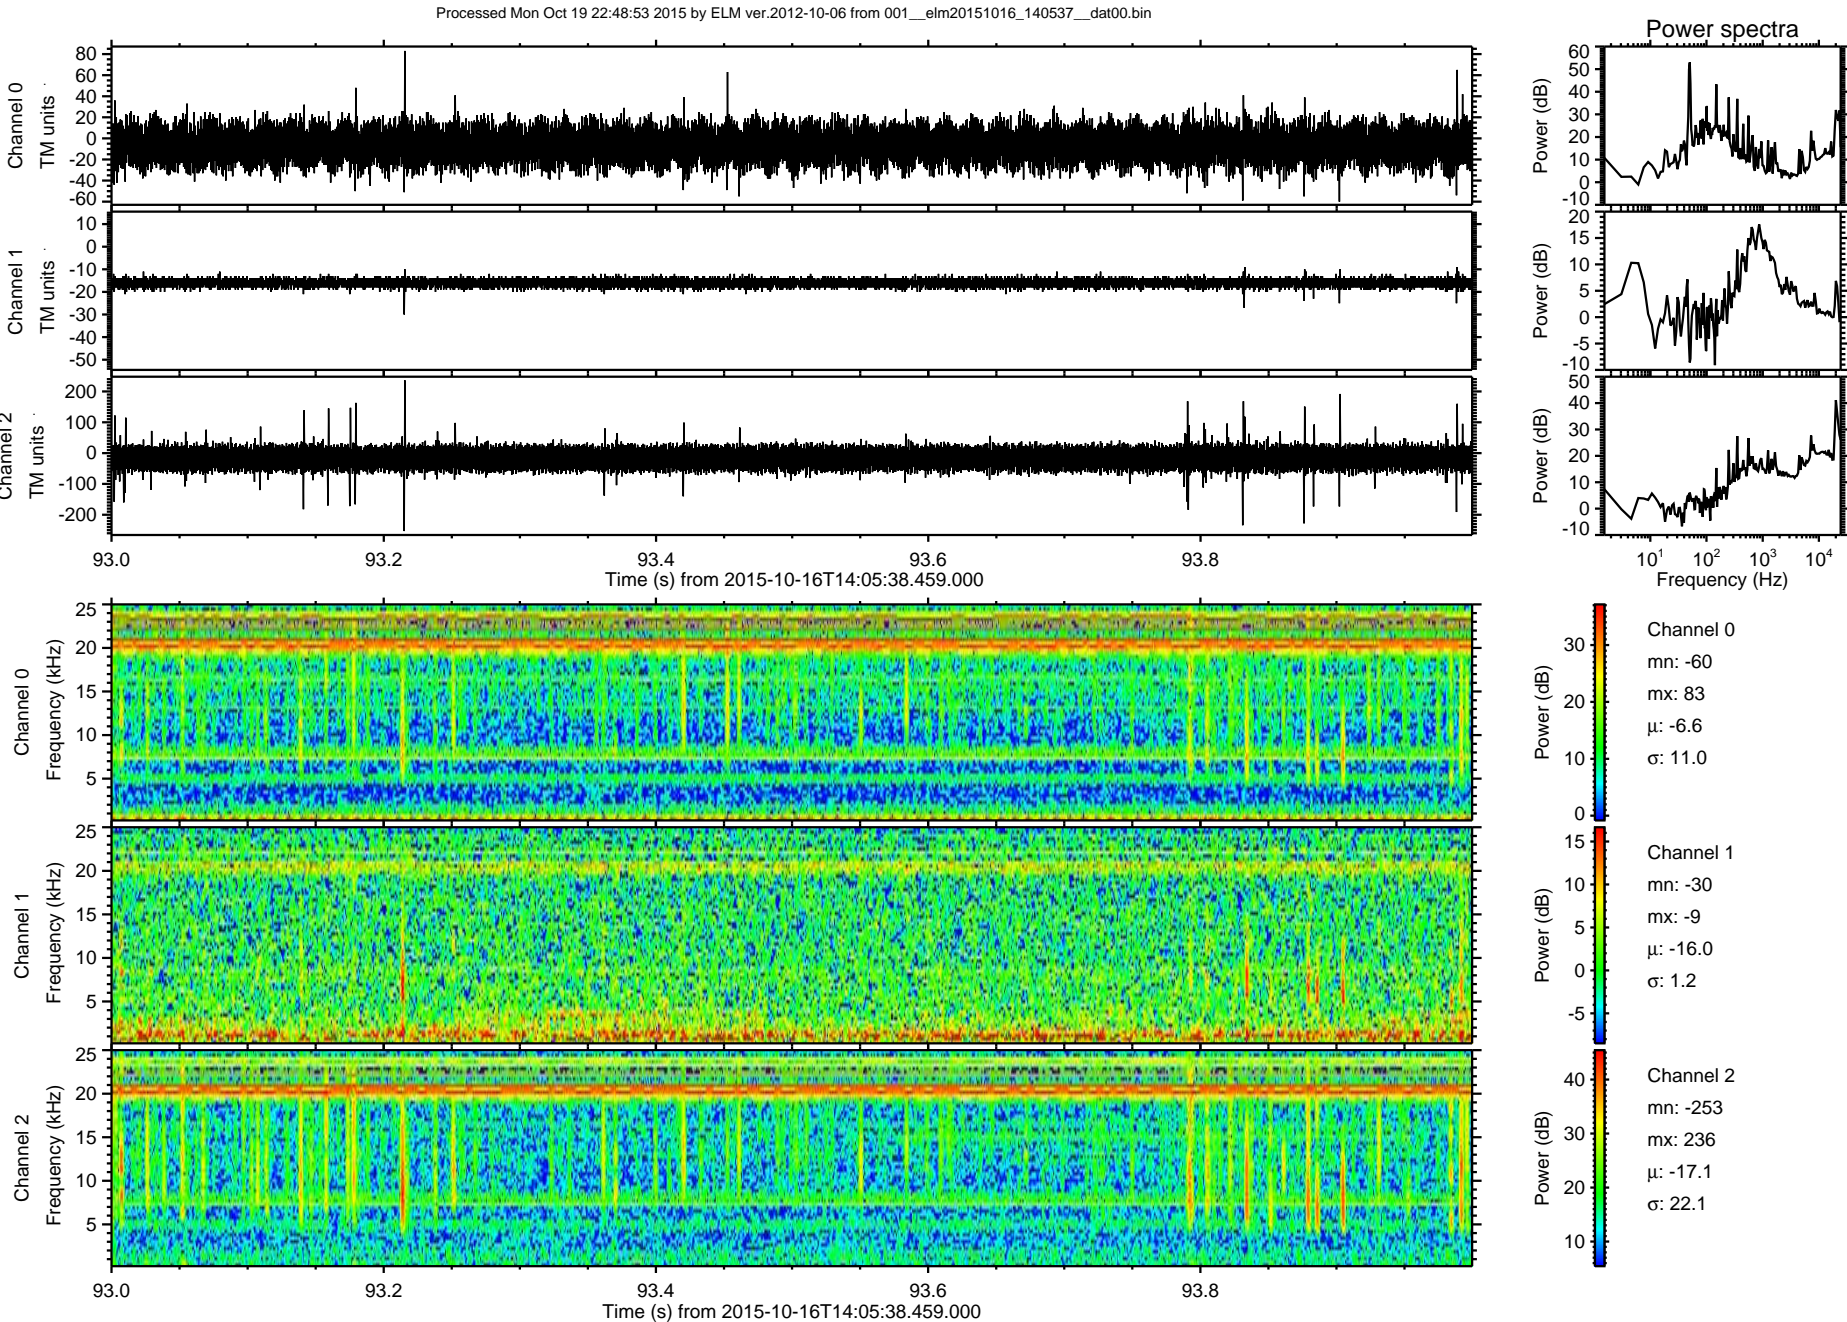 Processed Mon Oct 19 22:48:53 2015 by ELM ver.2012-10-06 from 001__elm20151016_140537__dat00.bin
Power spectra
Channel 0
TM units
80
60
40
20
0
-20
-40
-60
Power (dB)
60
50
40
30
20
10
0
-10
Channel 1
TM units
10
0
-10
-20
-30
-40
-50
Power (dB)
20
15
10
5
0
-5
-10
Channel 2
TM units
200
100
0
-100
-200
Power (dB)
50
40
30
20
10
0
-10
93.0 93.2 93.4 93.6 93.8
Time (s) from 2015-10-16T14:05:38.459.000
10^1 10^2 10^3 10^4
Frequency (Hz)
Channel 0
Frequency (kHz)
25
20
15
10
5
Power (dB)
30
20
10
0
Channel 0
mn: -60
mx: 83
μ: -6.6
σ: 11.0
Channel 1
Frequency (kHz)
25
20
15
10
5
Power (dB)
15
10
5
0
-5
Channel 1
mn: -30
mx: -9
μ: -16.0
σ: 1.2
Channel 2
Frequency (kHz)
25
20
15
10
5
Power (dB)
40
30
20
10
Channel 2
mn: -253
mx: 236
μ: -17.1
σ: 22.1
93.0 93.2 93.4 93.6 93.8
Time (s) from 2015-10-16T14:05:38.459.000